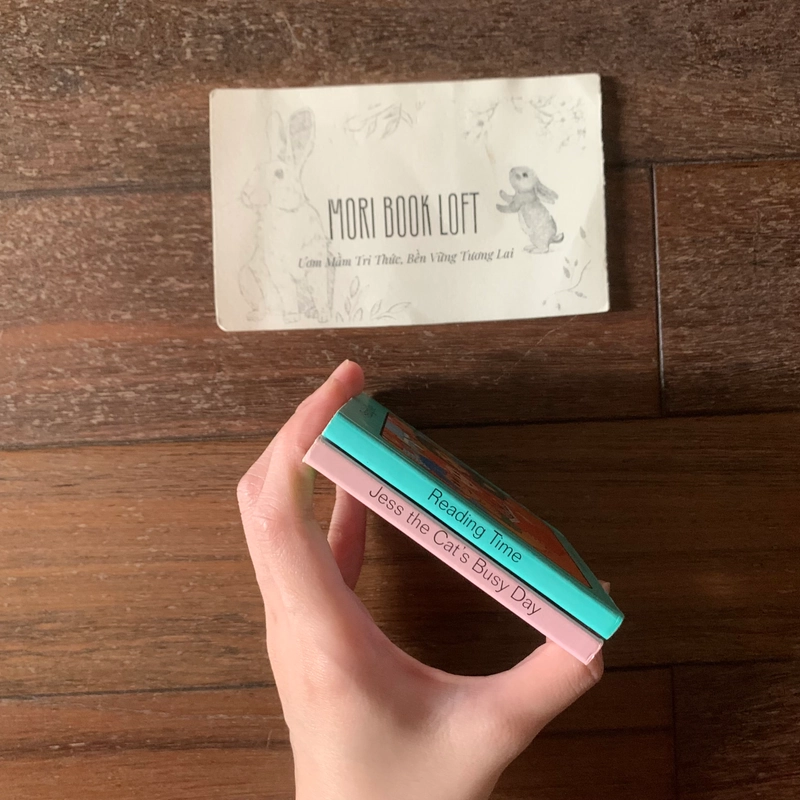 MORI BOOK LOFT
Ươm Mầm Tri Thức, Bền Vững Tương Lai
Reading Time
Jess the Cat's Busy Day